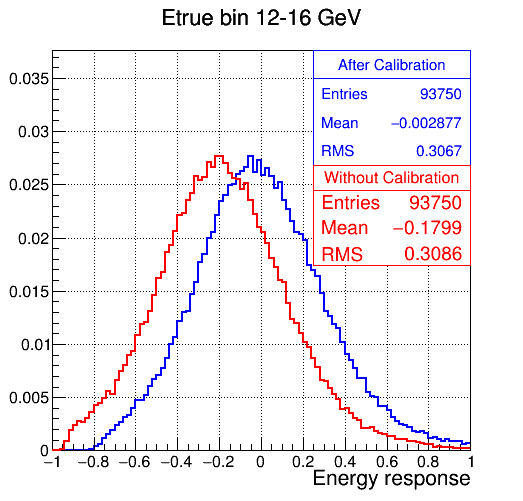 Etrue bin 12-16 GeV
After Calibration
Entries 93750
Mean −0.002877
RMS 0.3067
Without Calibration
Entries 93750
Mean −0.1799
RMS 0.3086
0.035
0.03
0.025
0.02
0.015
0.01
0.005
0
−1 −0.8 −0.6 −0.4 −0.2 0 0.2 0.4 0.6 0.8 1
Energy response